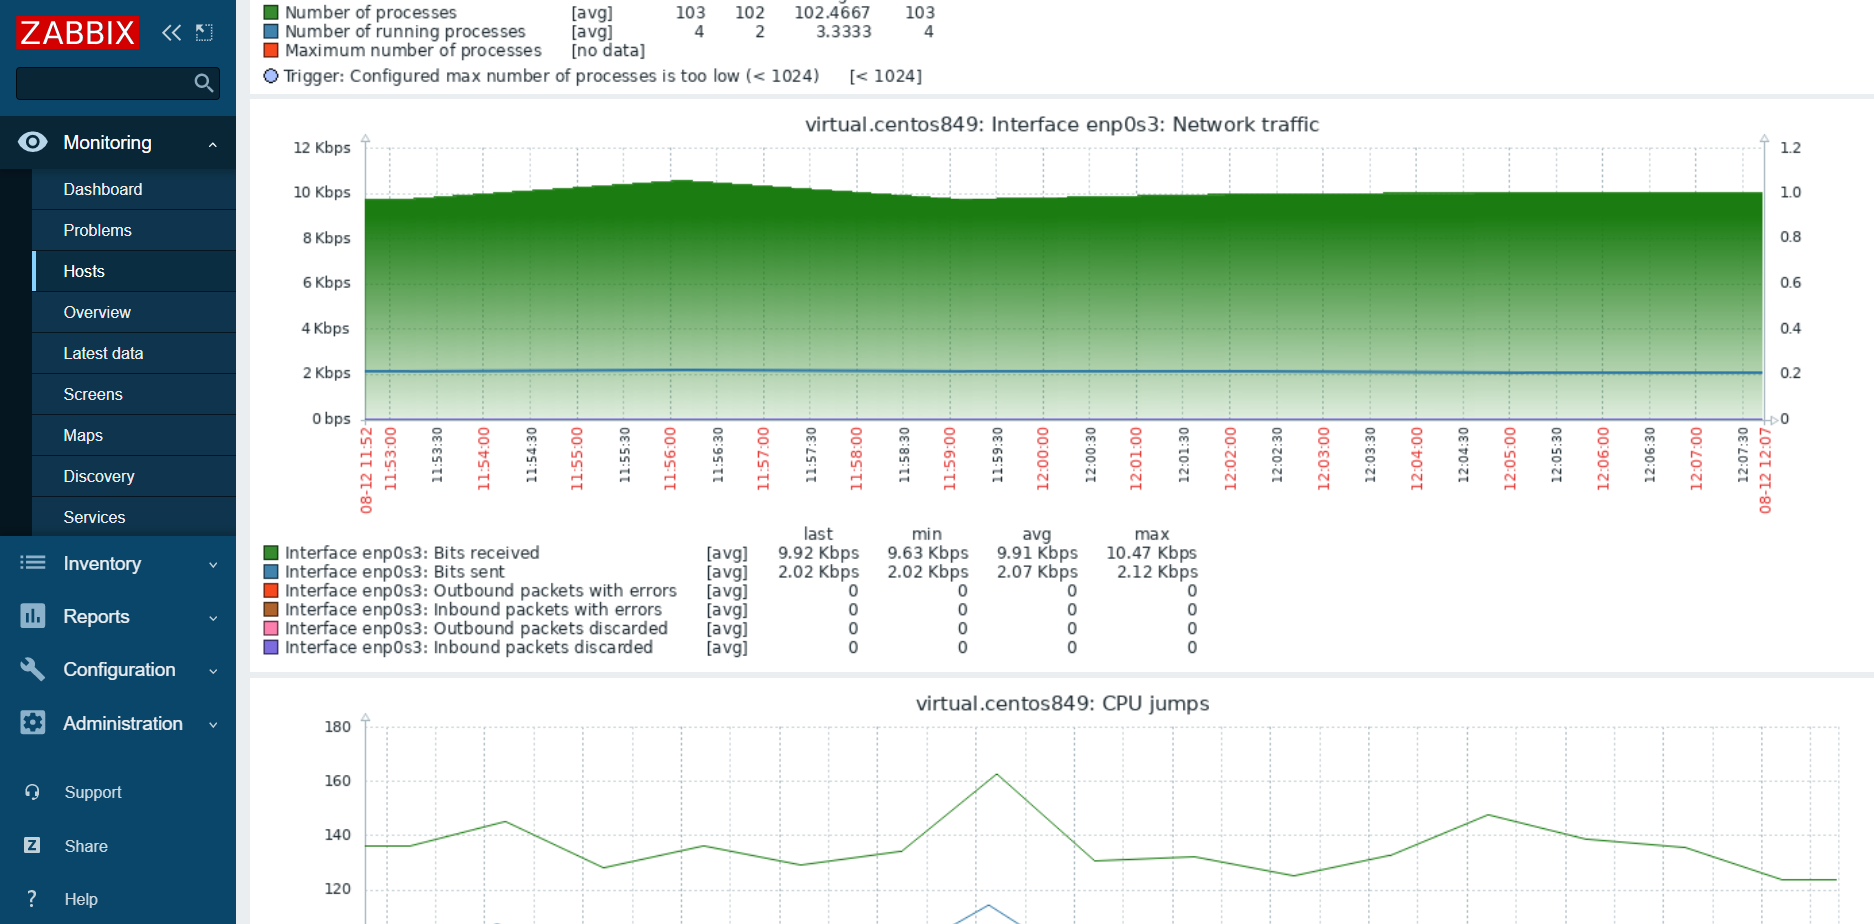 ZABBIX
Monitoring
Dashboard
Problems
Hosts
Overview
Latest data
Screens
Maps
Discovery
Services
Inventory
Reports
Configuration
Administration
Support
Z Share
? Help
Number of processes [avg] 103 102 102.4667 103
Number of running processes [avg] 4 2 3.3333 4
Maximum number of processes [no data]
Trigger: Configured max number of processes is too low (< 1024) [< 1024]
virtual.centos849: Interface enp0s3: Network traffic
12 Kbps 1.2
10 Kbps 1.0
8 Kbps 0.8
6 Kbps 0.6
4 Kbps 0.4
2 Kbps 0.2
0 bps 0
08-12 11:52 11:53:00 11:53:30 11:54:00 11:54:30 11:55:00 11:55:30 11:56:00 11:56:30 11:57:00 11:57:30 11:58:00 11:58:30 11:59:00 11:59:30 12:00:00 12:00:30 12:01:00 12:01:30 12:02:00 12:02:30 12:03:00 12:03:30 12:04:00 12:04:30 12:05:00 12:05:30 12:06:00 12:06:30 12:07:00 12:07:30 08-12 12:07
last min avg max
Interface enp0s3: Bits received [avg] 9.92 Kbps 9.63 Kbps 9.91 Kbps 10.47 Kbps
Interface enp0s3: Bits sent [avg] 2.02 Kbps 2.02 Kbps 2.07 Kbps 2.12 Kbps
Interface enp0s3: Outbound packets with errors [avg] 0 0 0 0
Interface enp0s3: Inbound packets with errors [avg] 0 0 0 0
Interface enp0s3: Outbound packets discarded [avg] 0 0 0 0
Interface enp0s3: Inbound packets discarded [avg] 0 0 0 0
virtual.centos849: CPU jumps
180
160
140
120